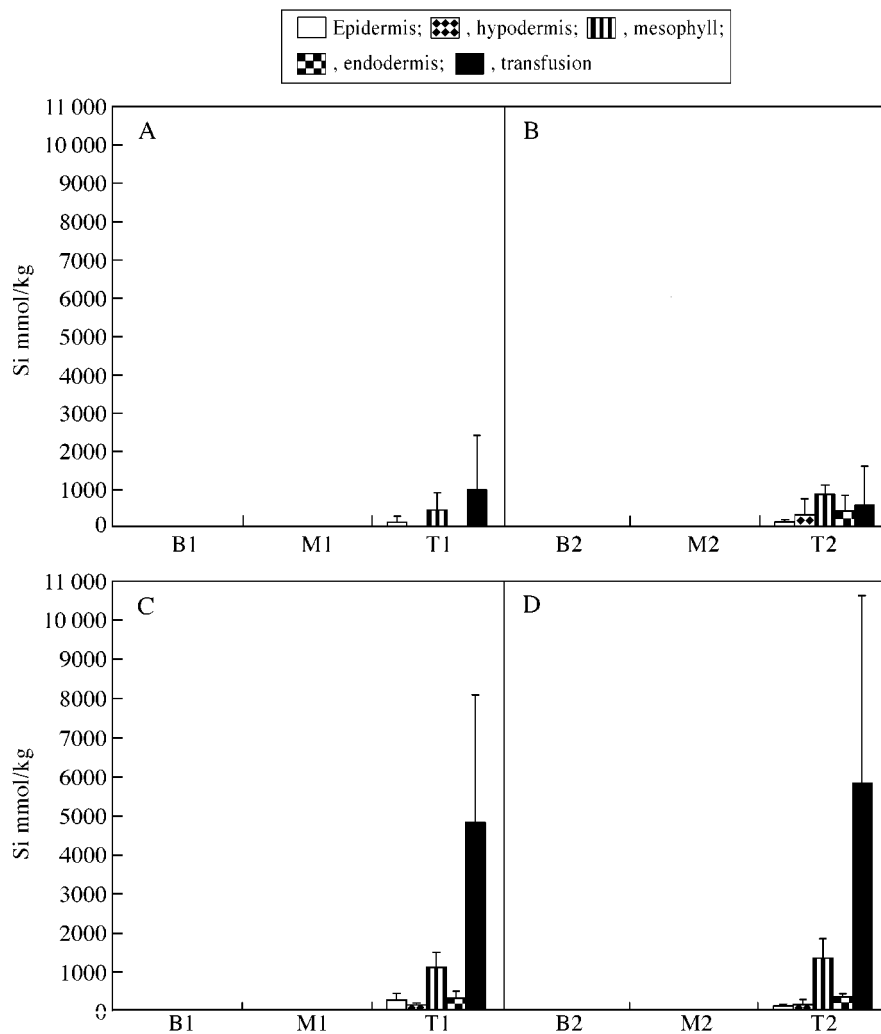 Epidermis; , hypodermis; , mesophyll;
, endodermis; , transfusion
11 000
10 000
9000
8000
7000
6000
5000
4000
3000
2000
1000
0
Si mmol/kg
A
B
B1 M1 T1 B2 M2 T2
11 000
10 000
9000
8000
7000
6000
5000
4000
3000
2000
1000
0
Si mmol/kg
C
D
B1 M1 T1 B2 M2 T2